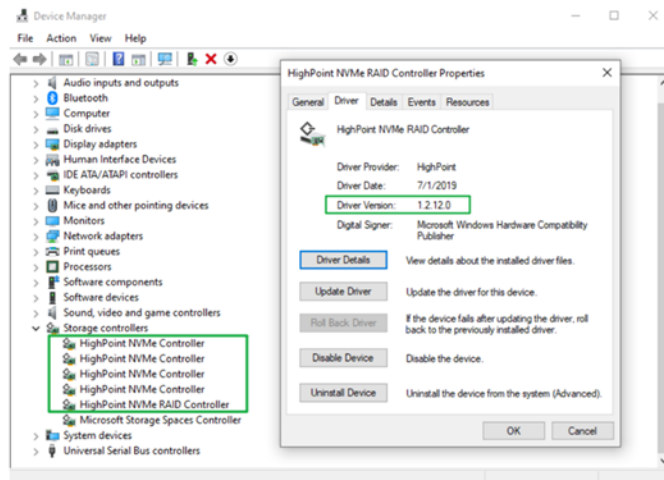 Device Manager
File Action View Help
Audio inputs and outputs
Bluetooth
Computer
Disk drives
Display adapters
Human Interface Devices
IDE ATA/ATAPI controllers
Keyboards
Mice and other pointing devices
Monitors
Network adapters
Print queues
Processors
Software components
Software devices
Sound, video and game controllers
Storage controllers
HighPoint NVMe Controller
HighPoint NVMe Controller
HighPoint NVMe Controller
HighPoint NVMe Controller
HighPoint NVMe RAID Controller
Microsoft Storage Spaces Controller
System devices
Universal Serial Bus controllers
HighPoint NVMe RAID Controller Properties
General Driver Details Events Resources
HighPoint NVMe RAID Controller
Driver Provider: HighPoint
Driver Date: 7/1/2019
Driver Version: 1.2.12.0
Digital Signer: Microsoft Windows Hardware Compatibility
Publisher
Driver Details View details about the installed driver files.
Update Driver Update the driver for this device.
Roll Back Driver If the device fails after updating the driver, roll
back to the previously installed driver.
Disable Device Disable the device.
Uninstall Device Uninstall the device from the system (Advanced).
OK Cancel